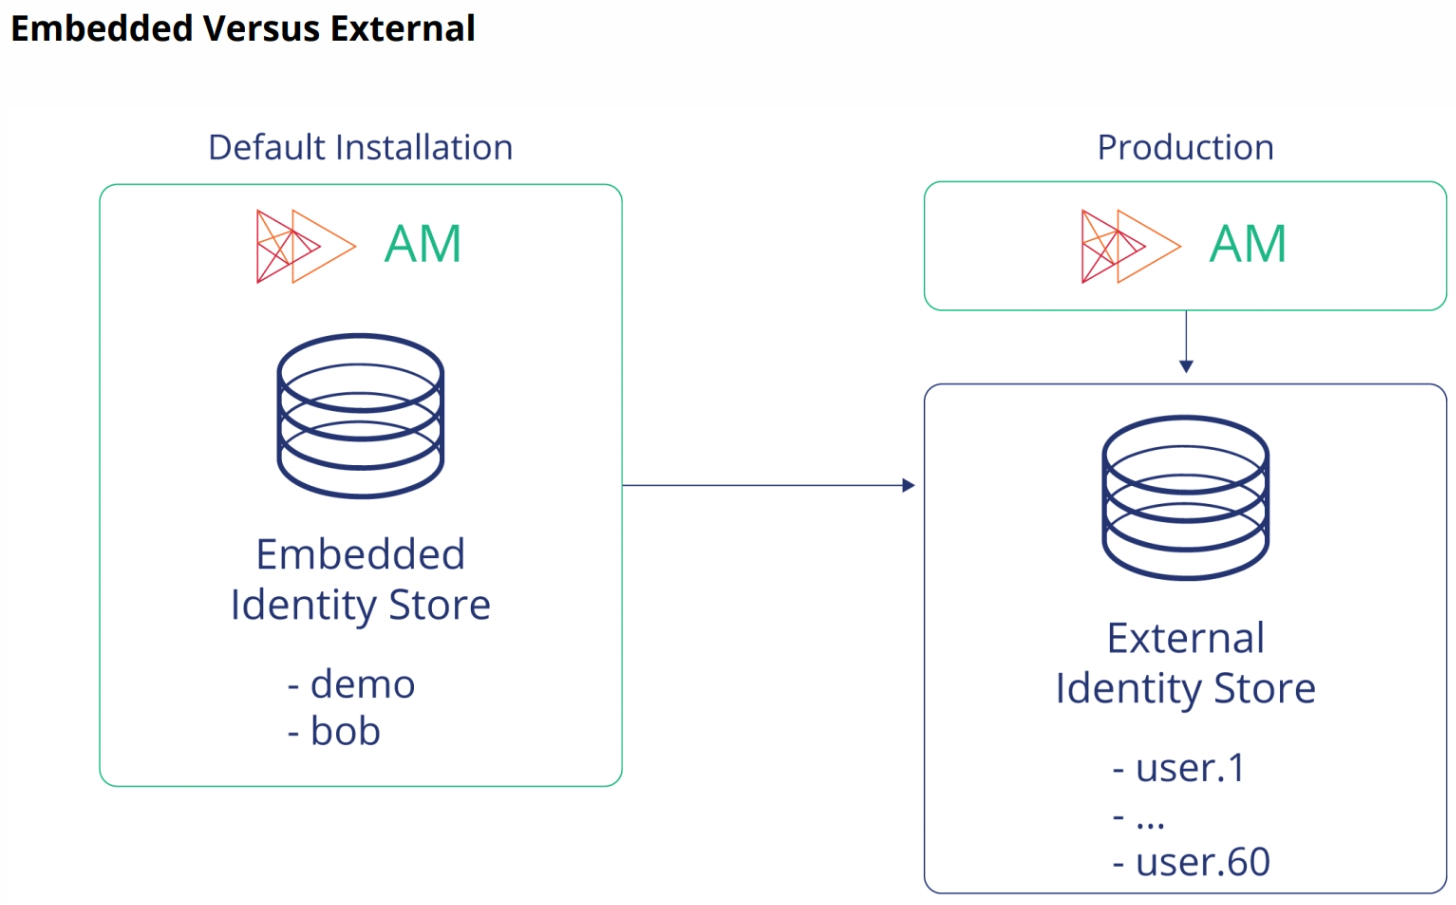 Embedded Versus External
Default Installation
AM
Embedded
Identity Store
- demo
- bob
Production
AM
External
Identity Store
- user.1
- ...
- user.60